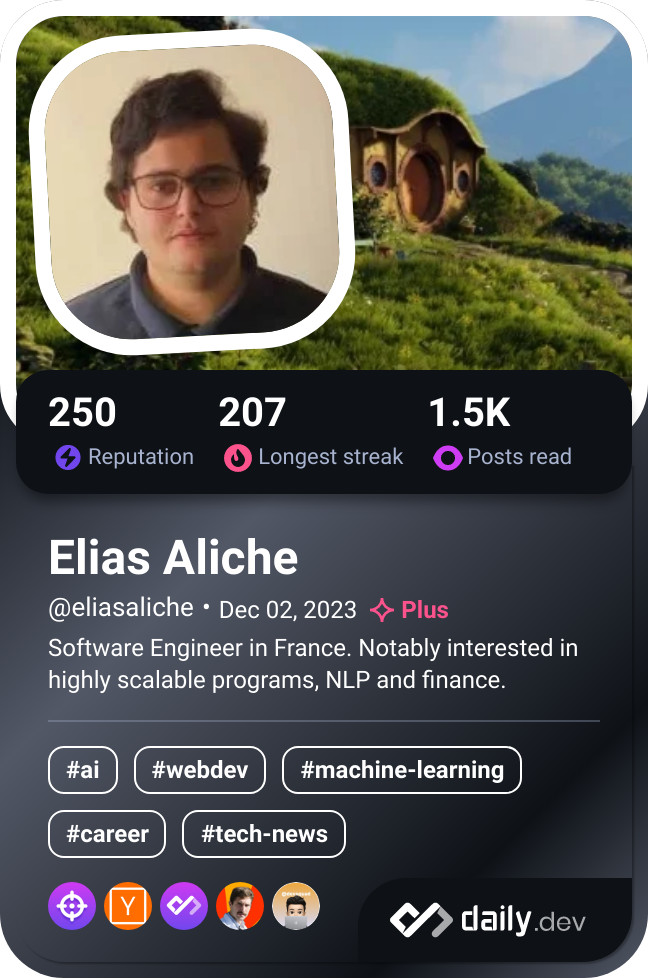 250 207 1.5K
Reputation Longest streak Posts read
Elias Aliche
@eliasaliche • Dec 02, 2023 Plus
Software Engineer in France. Notably interested in
highly scalable programs, NLP and finance.
#ai #webdev #machine-learning
#career #tech-news
Y
daily.dev